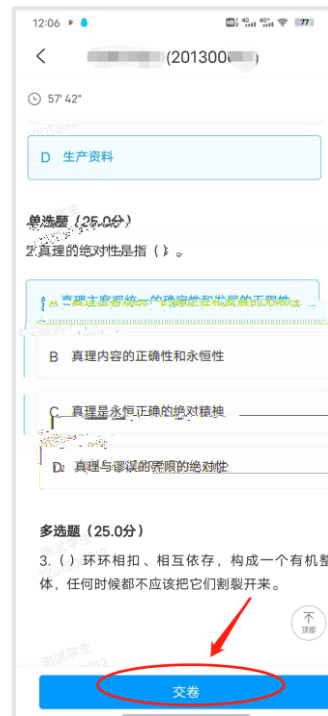 12:06
77
(201300
57'42"
D 生产资料
单选题（25.0分）
2.真理的绝对性是指（）。
A 真理主客观统一的确定性和发展的无限性
B 真理内容的正确性和永恒性
C 真理是永恒正确的绝对精神
D 真理与谬误的界限的绝对性
多选题（25.0分）
3.（）环环相扣、相互依存，构成一个有机整
体，任何时候都不应该把它们割裂开来。
顶部
交卷